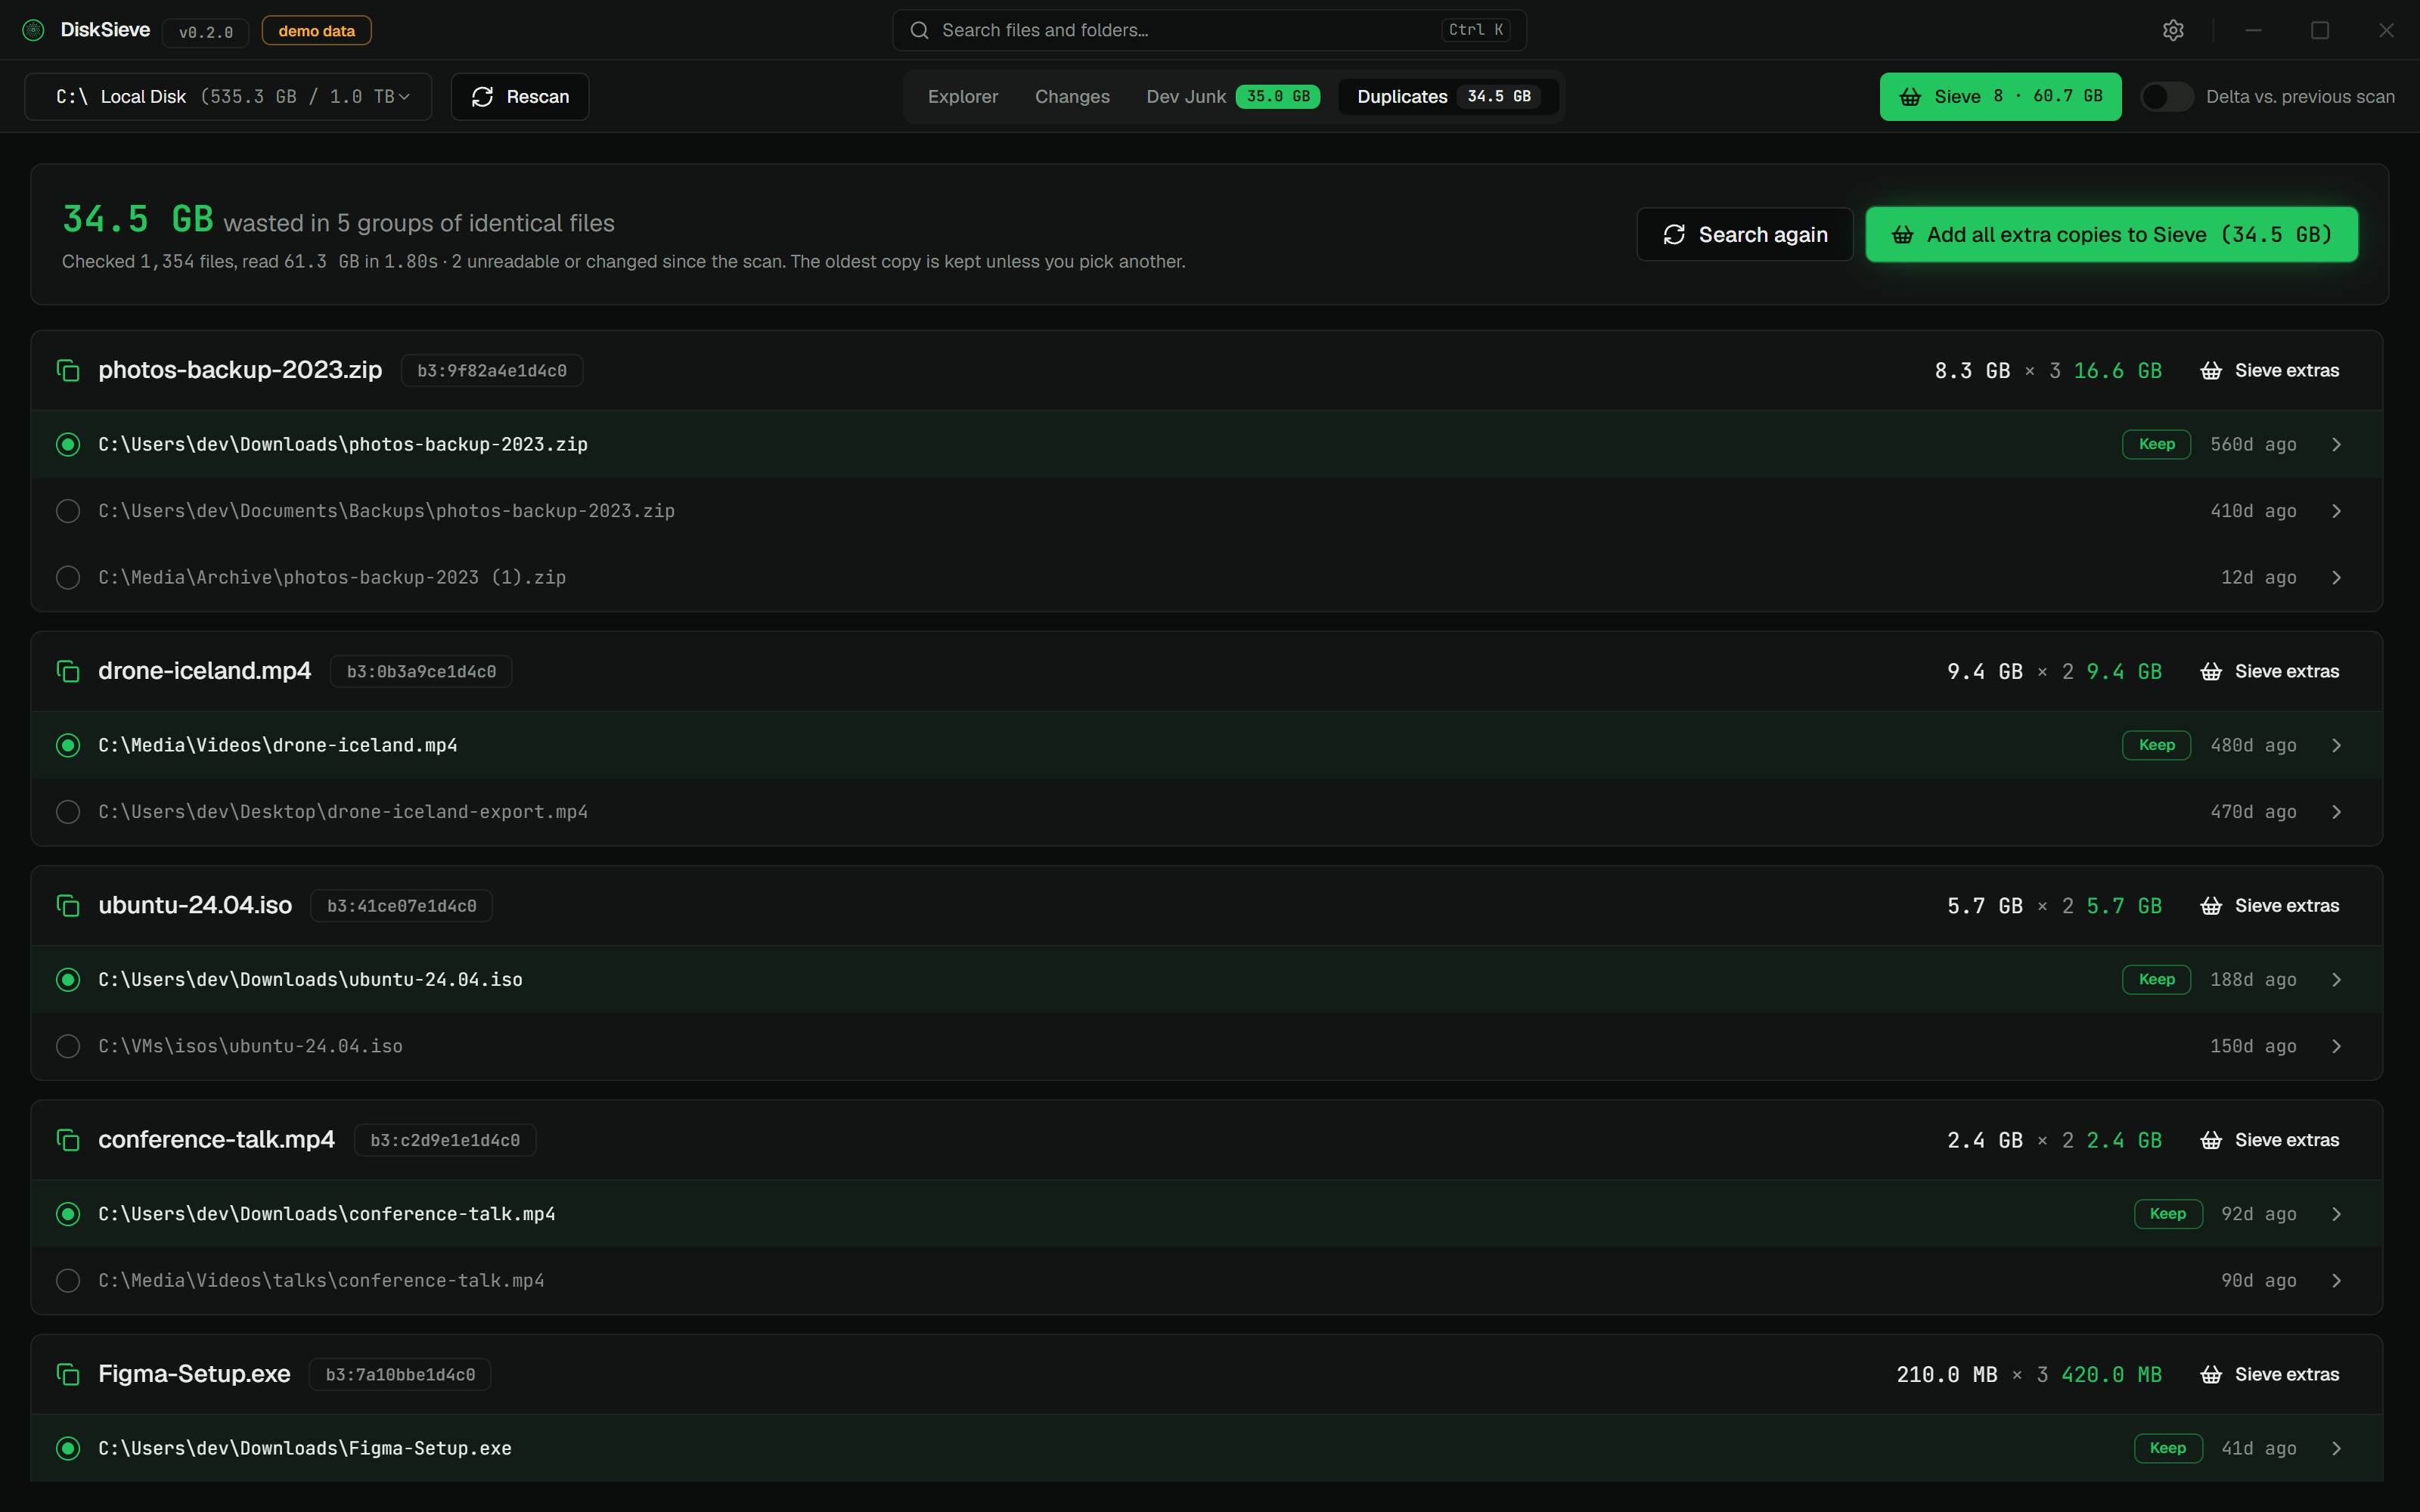 DiskSieve v0.2.0 demo data Search files and folders... Ctrl K
C:\ Local Disk (535.3 GB / 1.0 TB Rescan Explorer Changes Dev Junk 35.0 GB Duplicates 34.5 GB Sieve 8 · 60.7 GB Delta vs. previous scan
34.5 GB wasted in 5 groups of identical files
Checked 1,354 files, read 61.3 GB in 1.80s · 2 unreadable or changed since the scan. The oldest copy is kept unless you pick another.
Search again Add all extra copies to Sieve (34.5 GB)
photos-backup-2023.zip b3:9f82a4e1d4c0 8.3 GB × 3 16.6 GB Sieve extras
C:\Users\dev\Downloads\photos-backup-2023.zip Keep 560d ago
C:\Users\dev\Documents\Backups\photos-backup-2023.zip 410d ago
C:\Media\Archive\photos-backup-2023 (1).zip 12d ago
drone-iceland.mp4 b3:0b3a9ce1d4c0 9.4 GB × 2 9.4 GB Sieve extras
C:\Media\Videos\drone-iceland.mp4 Keep 480d ago
C:\Users\dev\Desktop\drone-iceland-export.mp4 470d ago
ubuntu-24.04.iso b3:41ce07e1d4c0 5.7 GB × 2 5.7 GB Sieve extras
C:\Users\dev\Downloads\ubuntu-24.04.iso Keep 188d ago
C:\VMs\isos\ubuntu-24.04.iso 150d ago
conference-talk.mp4 b3:c2d9e1e1d4c0 2.4 GB × 2 2.4 GB Sieve extras
C:\Users\dev\Downloads\conference-talk.mp4 Keep 92d ago
C:\Media\Videos\talks\conference-talk.mp4 90d ago
Figma-Setup.exe b3:7a10bbe1d4c0 210.0 MB × 3 420.0 MB Sieve extras
C:\Users\dev\Downloads\Figma-Setup.exe Keep 41d ago